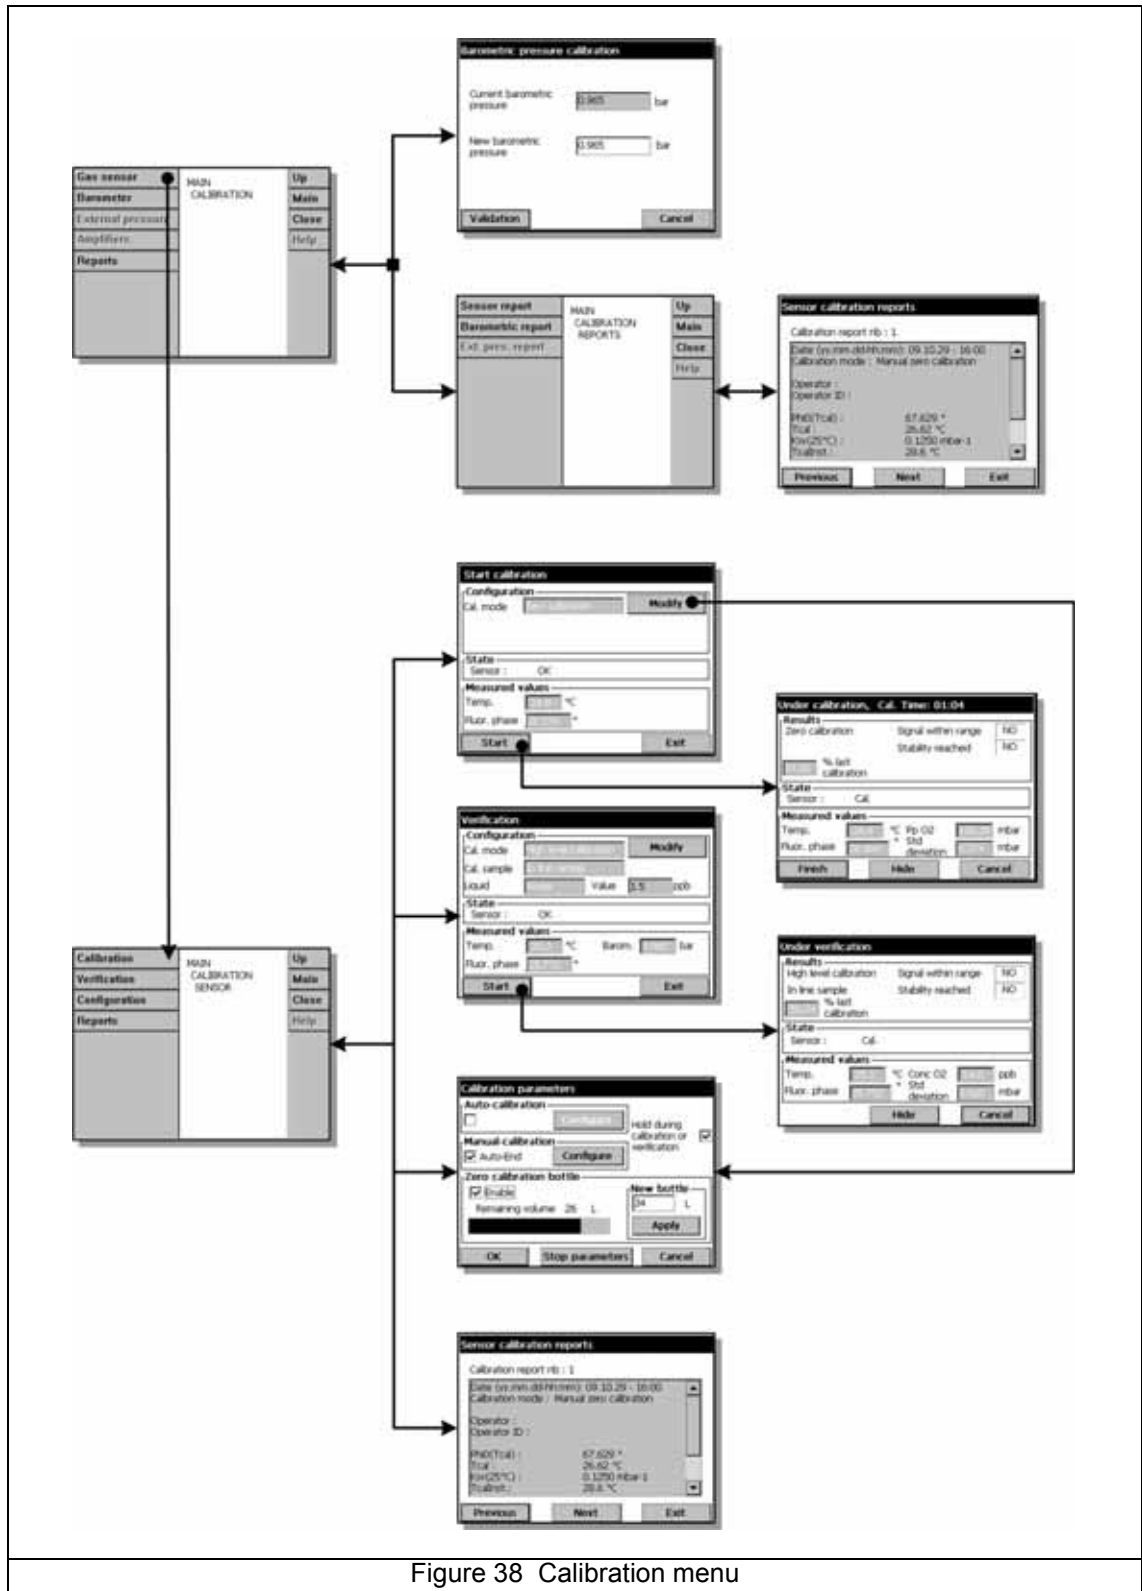 Barometric pressure calibration
Current barometric
pressure
0.965
bar
New barometric
pressure
0.965
bar
Validation
Cancel
Gas sensor
Barometer
External pressure
Amplifiers
Reports
MAIN
CALIBRATION
Up
Main
Close
Help
Sensor report
Barometric report
Ext. pres. report
MAIN
CALIBRATION
REPORTS
Up
Main
Close
Help
Sensor calibration reports
Calibration report nb : 1
Date (yy.mm.dd-hh:mm): 09.10.29 - 16:00
Calibration mode : Manual zero calibration
Operator :
Operator ID :
Phi0(Tcal) : 67.629 °
Tcal : 26.62 °C
Ksv(25°C) : 0.1250 mbar-1
TcalInst : 28.6 °C
Previous
Next
Exit
Start calibration
Configuration
Cal. mode
Modify
State
Sensor : OK
Measured values
Temp. °C
Fluor. phase °
Start
Exit
Under calibration, Cal. Time: 01:04
Results
Zero calibration
Signal within range NO
Stability reached NO
% last
calibration
State
Sensor : Cal.
Measured values
Temp. °C Pp O2 mbar
Fluor. phase ° Std
deviation mbar
Finish
Hide
Cancel
Verification
Configuration
Cal. mode
Modify
Cal. sample
Liquid Value 1.5 ppb
State
Sensor : OK
Measured values
Temp. °C Barom. bar
Fluor. phase °
Start
Exit
Under verification
Results
High level calibration Signal within range NO
In line sample Stability reached NO
% last
calibration
State
Sensor : Cal.
Measured values
Temp. °C Conc O2 ppb
Fluor. phase ° Std
deviation mbar
Hide
Cancel
Calibration
Verification
Configuration
Reports
MAIN
CALIBRATION
SENSOR
Up
Main
Close
Help
Calibration parameters
Auto-calibration
Configure
Hold during
calibration or
verification
Manual calibration
Auto-End
Configure
Zero calibration bottle
Enable
Remaining volume 26 L
New bottle
34 L
Apply
OK
Stop parameters
Cancel
Sensor calibration reports
Calibration report nb : 1
Date (yy.mm.dd-hh:mm): 09.10.29 - 16:00
Calibration mode : Manual zero calibration
Operator :
Operator ID :
Phi0(Tcal) : 67.629 °
Tcal : 26.62 °C
Ksv(25°C) : 0.1250 mbar-1
TcalInst : 28.6 °C
Previous
Next
Exit
Figure 38 Calibration menu